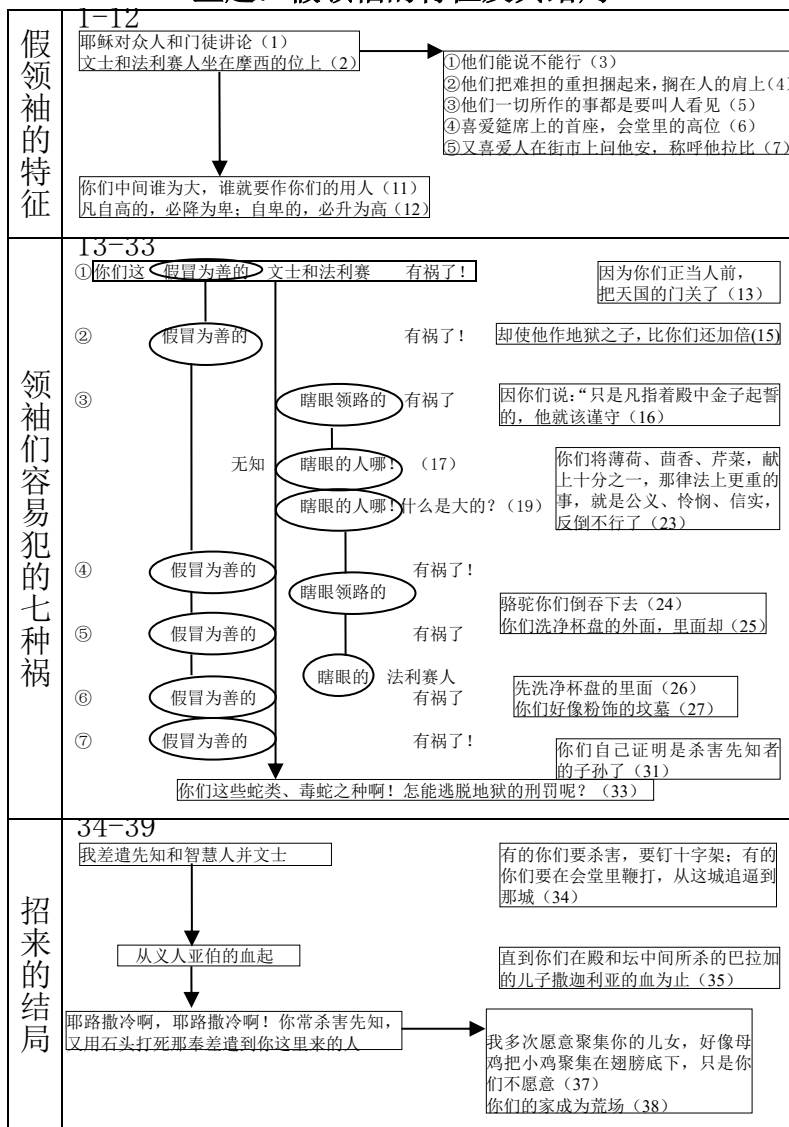 假领袖的特征
1-12
耶稣对众人和门徒讲论（1）
文士和法利赛人坐在摩西的位上（2）
①他们能说不能行（3）
②他们把难担的重担捆起来，搁在人的肩上(4)
③他们一切所作的事都是要叫人看见（5）
④喜爱筵席上的首座，会堂里的高位（6）
⑤又喜爱人在街市上问他安，称呼他拉比（7）
你们中间谁为大，谁就要作你们的用人（11）
凡自高的，必降为卑；自卑的，必升为高（12）
领袖们容易犯的七种祸
13-33
①你们这 假冒为善的 文士和法利赛 有祸了！
因为你们正当人前，
把天国的门关了（13）
② 假冒为善的 有祸了！ 却使他作地狱之子，比你们还加倍(15)
③ 瞎眼领路的 有祸了
因你们说：“只是凡指着殿中金子起誓
的，他就该谨守（16）
无知 瞎眼的人哪！（17）
瞎眼的人哪！什么是大的？（19）
你们将薄荷、茴香、芹菜，献
上十分之一，那律法上更重的
事，就是公义、怜悯、信实，
反倒不行了（23）
④ 假冒为善的 有祸了！
瞎眼领路的
骆驼你们倒吞下去（24）
你们洗净杯盘的外面，里面却（25）
⑤ 假冒为善的 有祸了
瞎眼的 法利赛人
⑥ 假冒为善的 有祸了
先洗净杯盘的里面（26）
你们好像粉饰的坟墓（27）
⑦ 假冒为善的 有祸了！
你们自己证明是杀害先知者
的子孙了（31）
你们这些蛇类、毒蛇之种啊！怎能逃脱地狱的刑罚呢？（33）
招来的结局
34-39
我差遣先知和智慧人并文士
有的你们要杀害，要钉十字架；有的
你们要在会堂里鞭打，从这城追逼到
那城（34）
从义人亚伯的血起
直到你们在殿和坛中间所杀的巴拉加
的儿子撒迦利亚的血为止（35）
耶路撒冷啊，耶路撒冷啊！你常杀害先知，
又用石头打死那奉差遣到你这里来的人
我多次愿意聚集你的儿女，好像母
鸡把小鸡聚集在翅膀底下，只是你
们不愿意（37）
你们的家成为荒场（38）